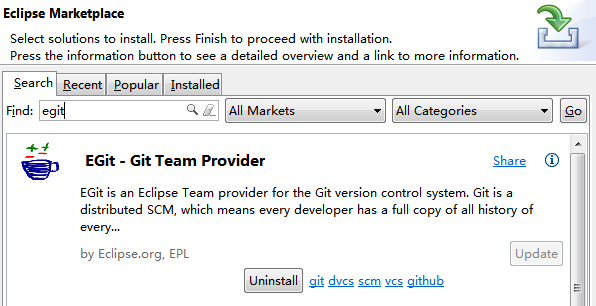 Eclipse Marketplace
Select solutions to install. Press Finish to proceed with installation.
Press the information button to see a detailed overview and a link to more information.
Search Recent Popular Installed
Find: egit All Markets All Categories Go
EGit - Git Team Provider Share
EGit is an Eclipse Team provider for the Git version control system. Git is a
distributed SCM, which means every developer has a full copy of all history of
every...
by Eclipse.org, EPL Update
Uninstall git dvcs scm vcs github